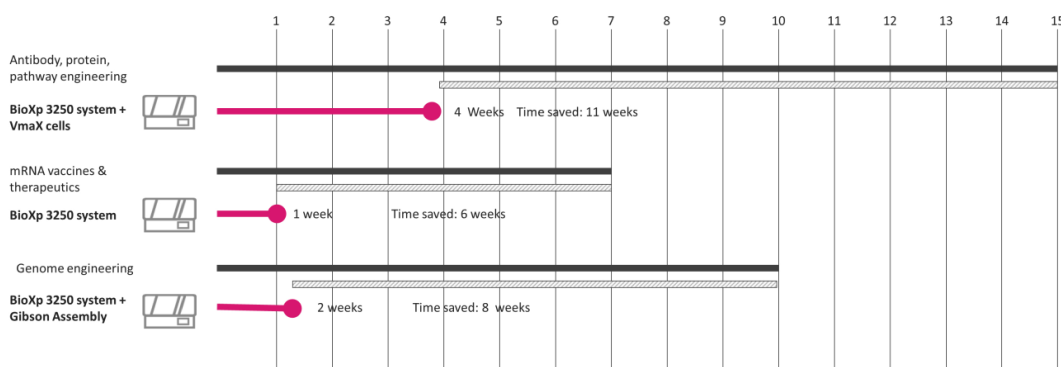 1 2 3 4 5 6 7 8 9 10 11 12 13 14 15
Antibody, protein,
pathway engineering
BioXp 3250 system +
VmaX cells
4 Weeks Time saved: 11 weeks
mRNA vaccines &
therapeutics
BioXp 3250 system
1 week Time saved: 6 weeks
Genome engineering
BioXp 3250 system +
Gibson Assembly
2 weeks Time saved: 8 weeks